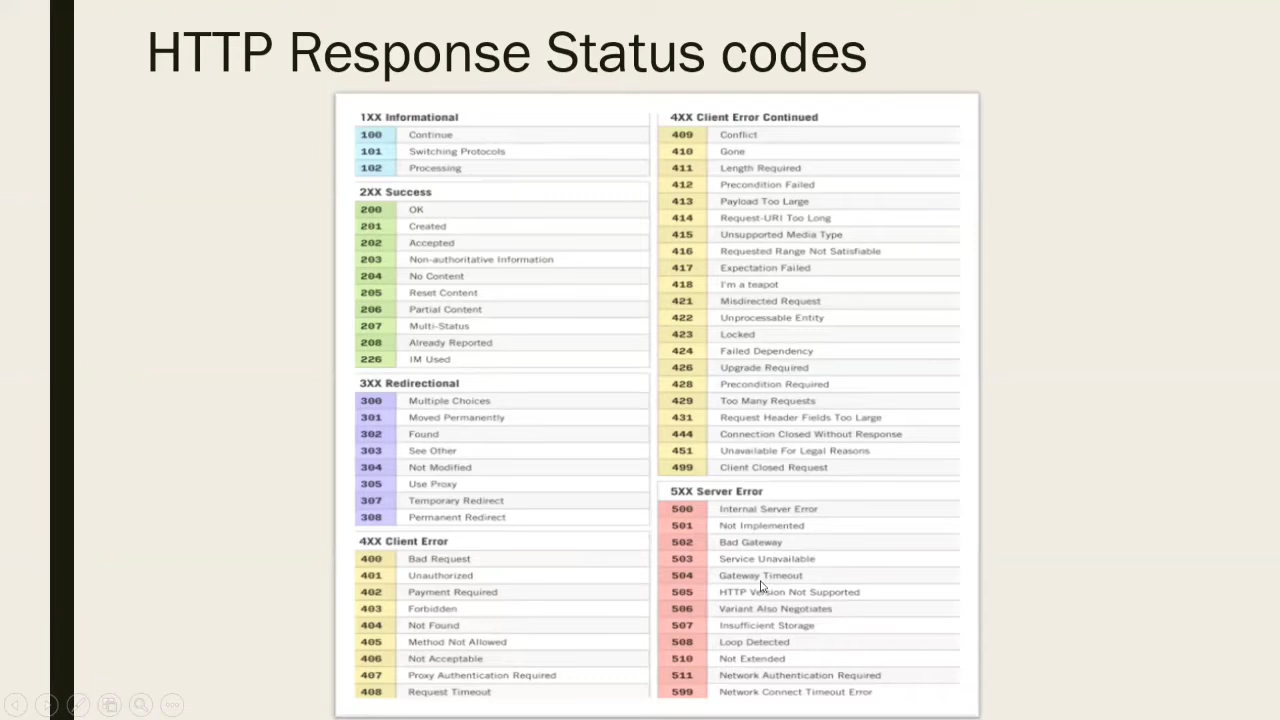 HTTP Response Status codes
1XX Informational
100 Continue
101 Switching Protocols
102 Processing
2XX Success
200 OK
201 Created
202 Accepted
203 Non-authoritative Information
204 No Content
205 Reset Content
206 Partial Content
207 Multi-Status
208 Already Reported
226 IM Used
3XX Redirectional
300 Multiple Choices
301 Moved Permanently
302 Found
303 See Other
304 Not Modified
305 Use Proxy
307 Temporary Redirect
308 Permanent Redirect
4XX Client Error
400 Bad Request
401 Unauthorized
402 Payment Required
403 Forbidden
404 Not Found
405 Method Not Allowed
406 Not Acceptable
407 Proxy Authentication Required
408 Request Timeout
4XX Client Error Continued
409 Conflict
410 Gone
411 Length Required
412 Precondition Failed
413 Payload Too Large
414 Request-URI Too Long
415 Unsupported Media Type
416 Requested Range Not Satisfiable
417 Expectation Failed
418 I'm a teapot
421 Misdirected Request
422 Unprocessable Entity
423 Locked
424 Failed Dependency
426 Upgrade Required
428 Precondition Required
429 Too Many Requests
431 Request Header Fields Too Large
444 Connection Closed Without Response
451 Unavailable For Legal Reasons
499 Client Closed Request
5XX Server Error
500 Internal Server Error
501 Not Implemented
502 Bad Gateway
503 Service Unavailable
504 Gateway Timeout
505 HTTP Version Not Supported
506 Variant Also Negotiates
507 Insufficient Storage
508 Loop Detected
510 Not Extended
511 Network Authentication Required
599 Network Connect Timeout Error